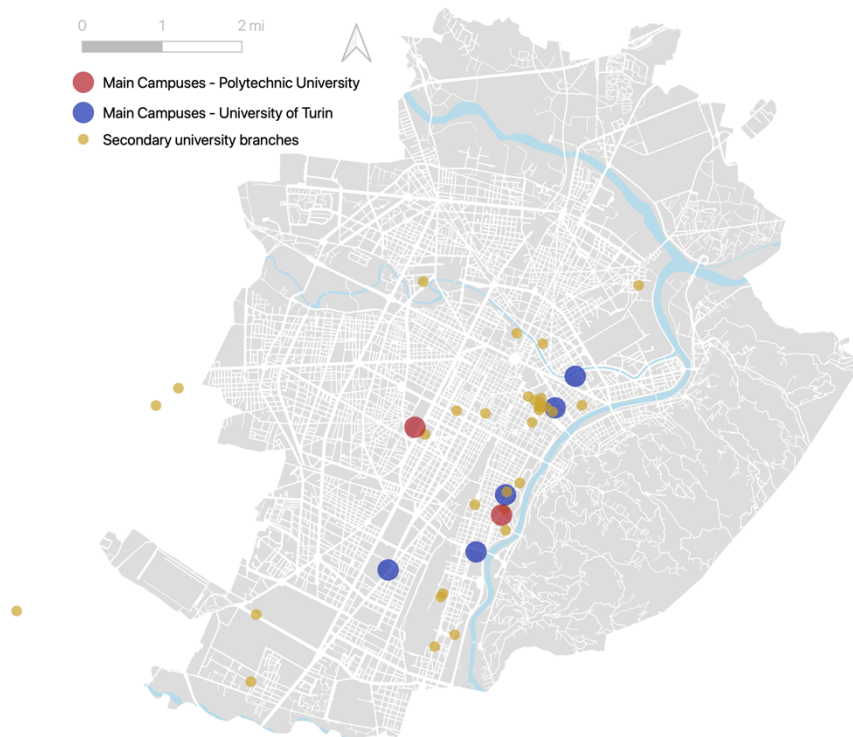 0 1 2 mi
Main Campuses - Polytechnic University
Main Campuses - University of Turin
Secondary university branches